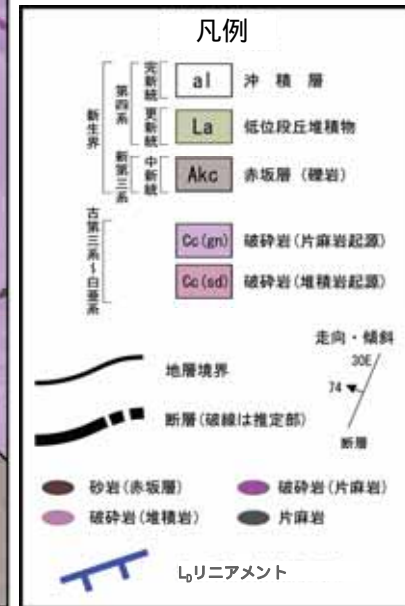 凡例
新生界
第四系
完新統
al 沖積層
更新統
La 低位段丘堆積物
新第三系
中新統
Akc 赤坂層（礫岩）
古第三系～白亜系
Cc(gn) 破砕岩(片麻岩起源)
Cc(sd) 破砕岩(堆積岩起源)
地層境界
断層(破線は推定部)
走向・傾斜
30E
74
断層
砂岩(赤坂層)
破砕岩(片麻岩)
破砕岩(堆積岩)
片麻岩
LDリニアメント